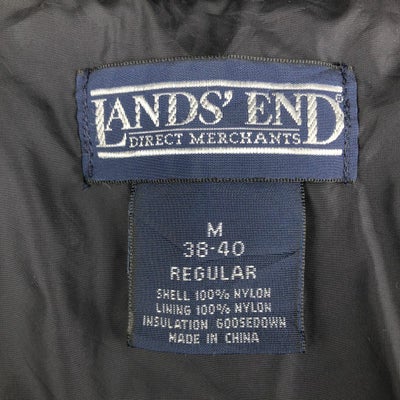 LANDS' END
DIRECT MERCHANTS
M
38-40
REGULAR
SHELL 100% NYLON
LINING 100% NYLON
INSULATION GOOSEDOWN
MADE IN CHINA